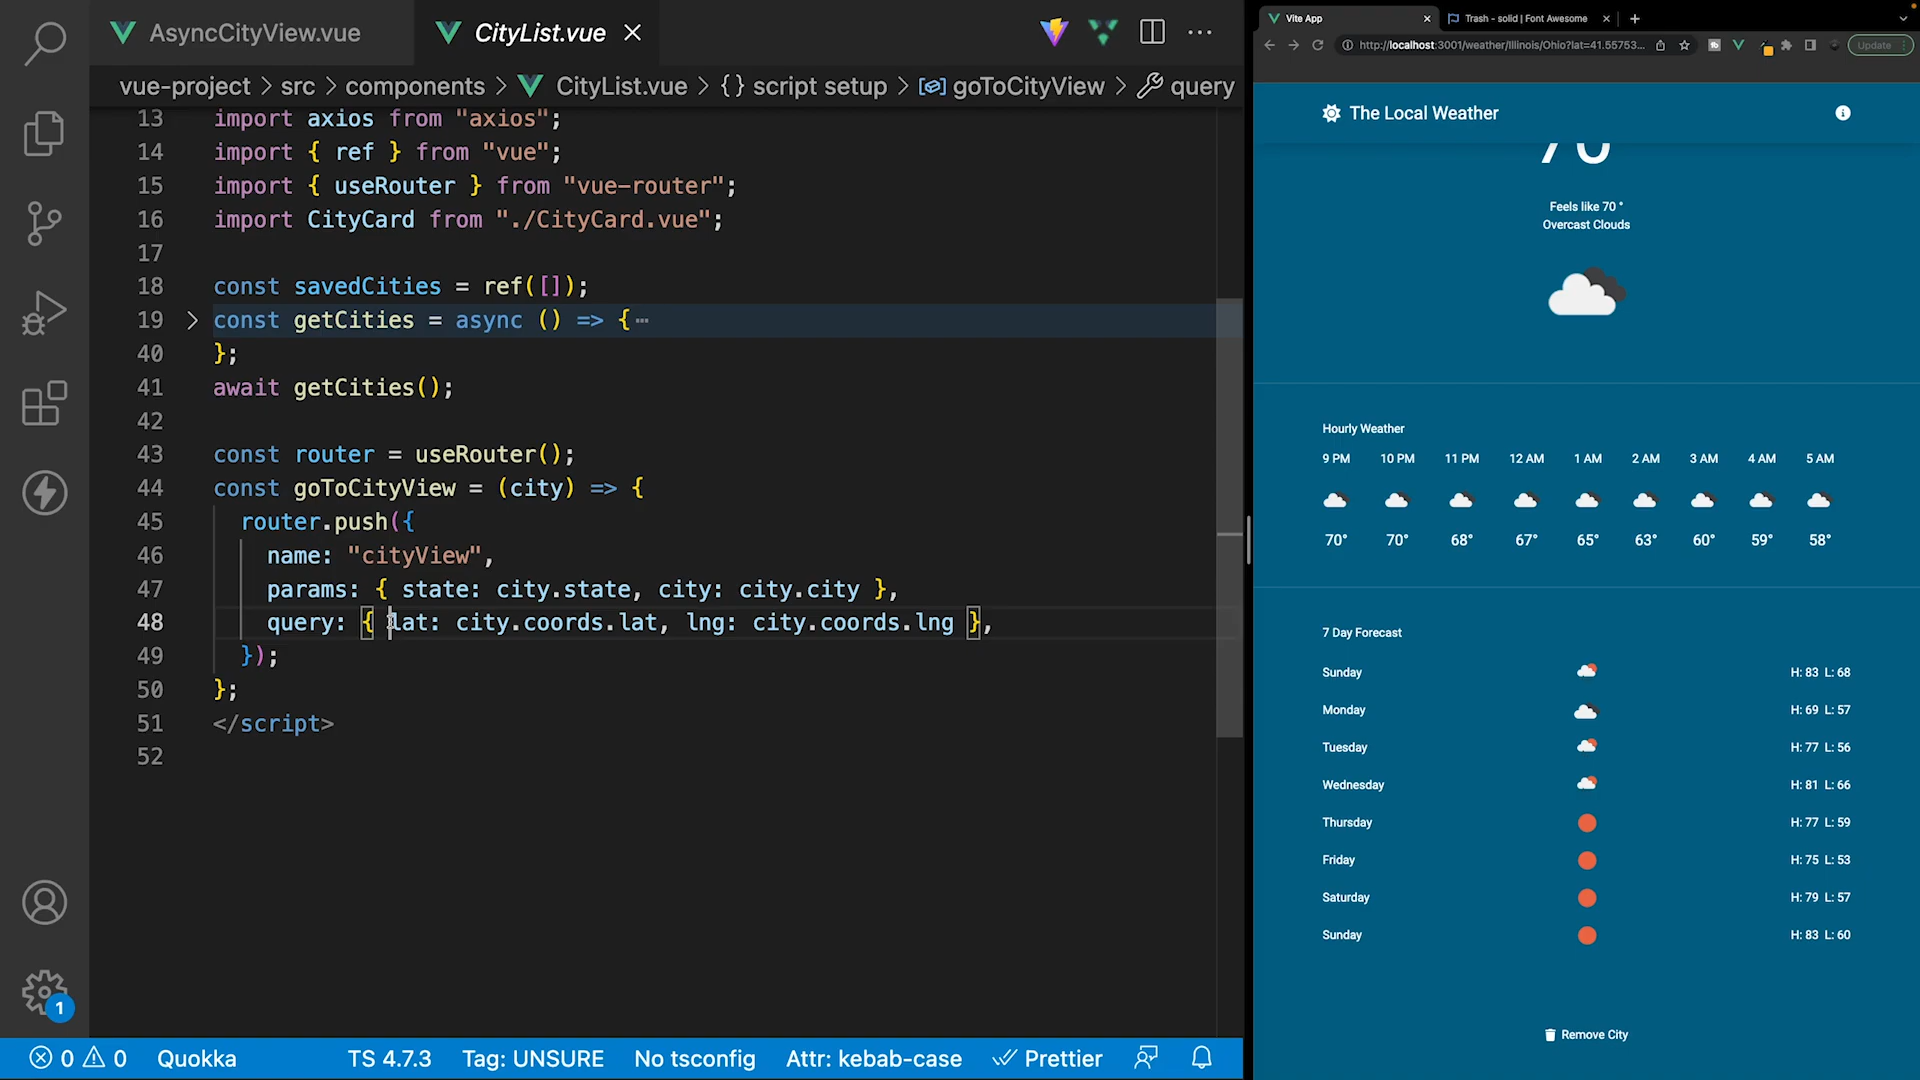 AsyncCityView.vue
CityList.vue
vue-project > src > components > CityList.vue > {} script setup > goToCityView > query
13 import axios from "axios";
14 import { ref } from "vue";
15 import { useRouter } from "vue-router";
16 import CityCard from "./CityCard.vue";
17
18 const savedCities = ref([]);
19 const getCities = async () => { ⋯
40 };
41 await getCities();
42
43 const router = useRouter();
44 const goToCityView = (city) => {
45 router.push({
46 name: "cityView",
47 params: { state: city.state, city: city.city },
48 query: { lat: city.coords.lat, lng: city.coords.lng },
49 });
50 };
51 </script>
52
1
0 0 Quokka TS 4.7.3 Tag: UNSURE No tsconfig Attr: kebab-case Prettier
Vite App
Trash - solid | Font Awesome
http://localhost:3001/weather/Illinois/Ohio?lat=41.55753...
Update
The Local Weather
70
Feels like 70 °
Overcast Clouds
Hourly Weather
9 PM 10 PM 11 PM 12 AM 1 AM 2 AM 3 AM 4 AM 5 AM
70° 70° 68° 67° 65° 63° 60° 59° 58°
7 Day Forecast
Sunday H: 83 L: 68
Monday H: 69 L: 57
Tuesday H: 77 L: 56
Wednesday H: 81 L: 66
Thursday H: 77 L: 59
Friday H: 75 L: 53
Saturday H: 79 L: 57
Sunday H: 83 L: 60
Remove City